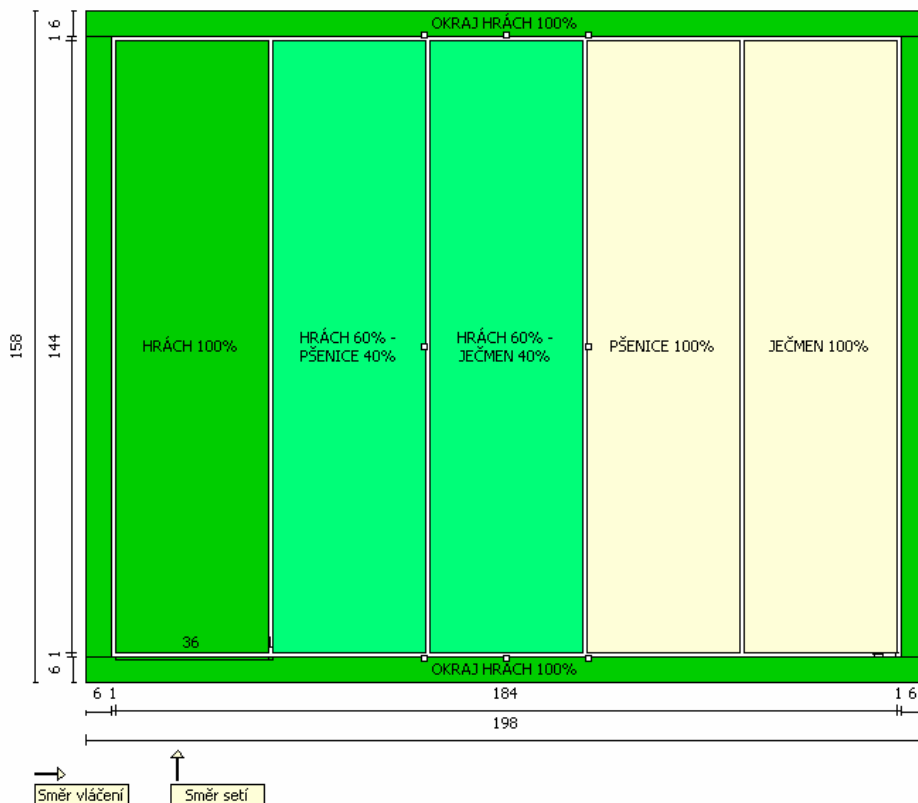 OKRAJ HRÁCH 100%
1 6
158
144
HRÁCH 100%
HRÁCH 60% -
PŠENICE 40%
HRÁCH 60% -
JEČMEN 40%
PŠENICE 100%
JEČMEN 100%
36
6 1
OKRAJ HRÁCH 100%
6 1
184
1 6
198
Směr vláčení
Směr setí